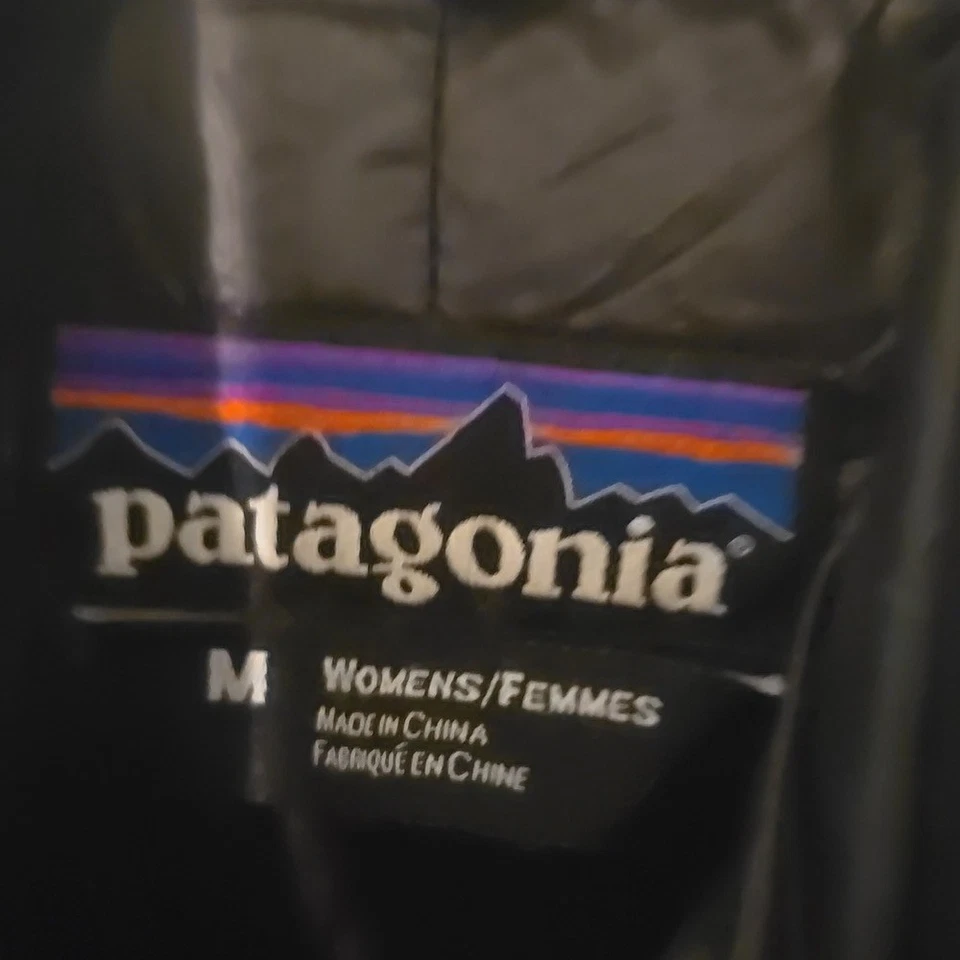 patagonia®
M WOMENS/FEMMES
MADE IN CHINA
FABRIQUÉ EN CHINE